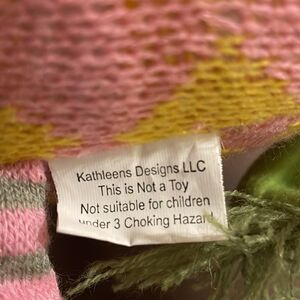 Kathleens Designs LLC
This is Not a Toy
Not suitable for children
under 3 Choking Hazard